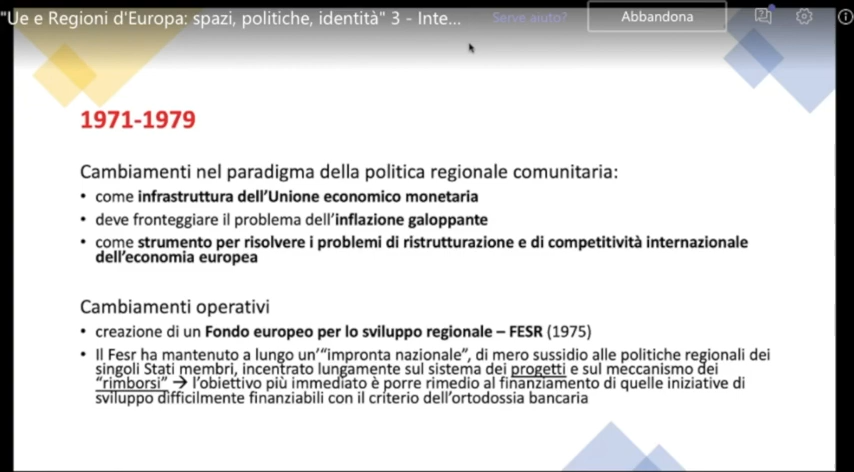 "Ue e Regioni d'Europa: spazi, politiche, identità" 3 - Inte...
Serve aiuto?
Abbandona
1971-1979
Cambiamenti nel paradigma della politica regionale comunitaria:
• come infrastruttura dell'Unione economico monetaria
• deve fronteggiare il problema dell'inflazione galoppante
• come strumento per risolvere i problemi di ristrutturazione e di competitività internazionale
dell'economia europea
Cambiamenti operativi
• creazione di un Fondo europeo per lo sviluppo regionale – FESR (1975)
• Il Fesr ha mantenuto a lungo un'"impronta nazionale", di mero sussidio alle politiche regionali dei
singoli Stati membri, incentrato lungamente sul sistema dei progetti e sul meccanismo dei
"rimborsi" → l'obiettivo più immediato è porre rimedio al finanziamento di quelle iniziative di
sviluppo difficilmente finanziabili con il criterio dell'ortodossia bancaria